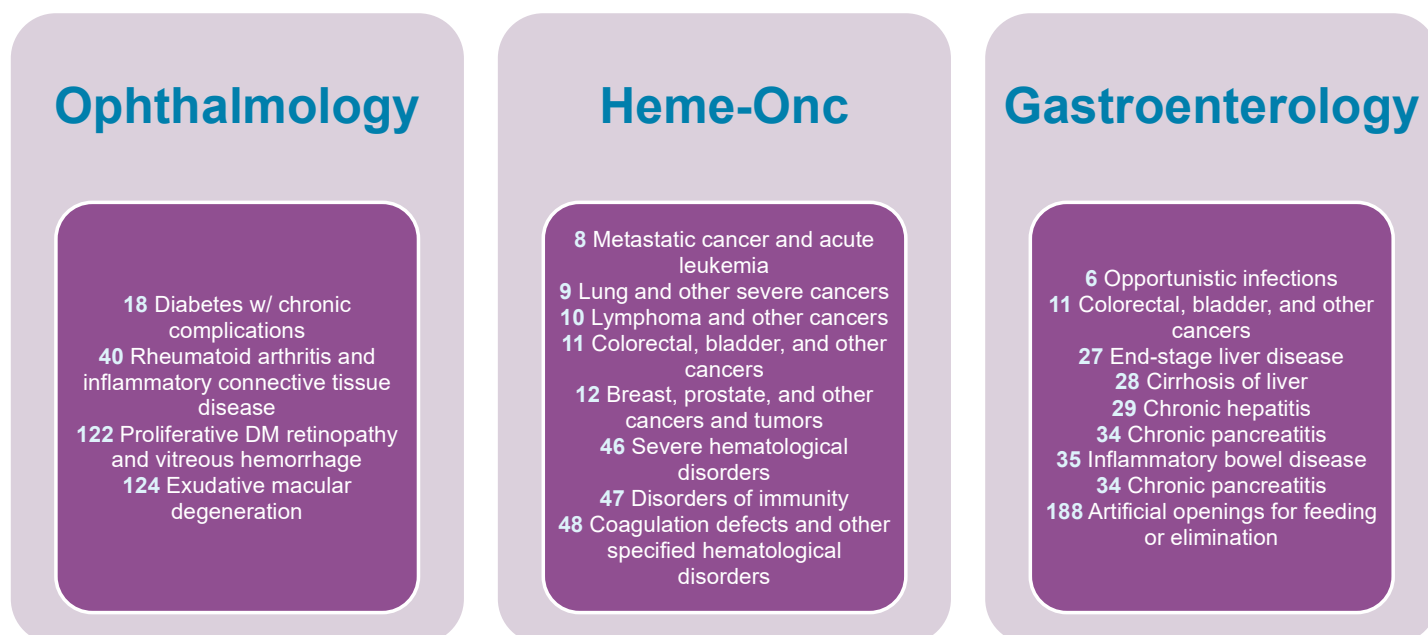 Ophthalmology
18 Diabetes w/ chronic
complications
40 Rheumatoid arthritis and
inflammatory connective tissue
disease
122 Proliferative DM retinopathy
and vitreous hemorrhage
124 Exudative macular
degeneration
Heme-Onc
8 Metastatic cancer and acute
leukemia
9 Lung and other severe cancers
10 Lymphoma and other cancers
11 Colorectal, bladder, and other
cancers
12 Breast, prostate, and other
cancers and tumors
46 Severe hematological
disorders
47 Disorders of immunity
48 Coagulation defects and other
specified hematological
disorders
Gastroenterology
6 Opportunistic infections
11 Colorectal, bladder, and other
cancers
27 End-stage liver disease
28 Cirrhosis of liver
29 Chronic hepatitis
34 Chronic pancreatitis
35 Inflammatory bowel disease
34 Chronic pancreatitis
188 Artificial openings for feeding
or elimination